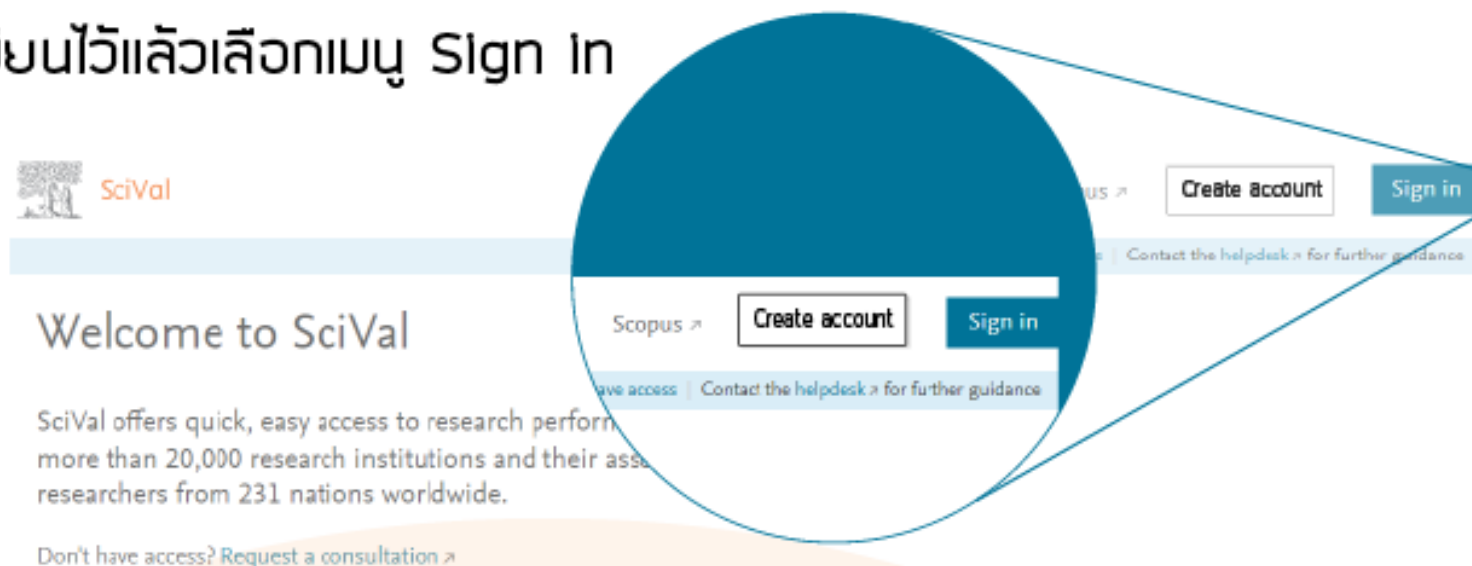 ยนไว้แล้วเลือกเมนู Sign in
SciVal
Create account
Sign in
Contact the helpdesk for further guidance
Welcome to SciVal
Scopus
Create account
Sign in
ave access | Contact the helpdesk for further guidance
SciVal offers quick, easy access to research perforn
more than 20,000 research institutions and their ass
researchers from 231 nations worldwide.
Don't have access? Request a consultation